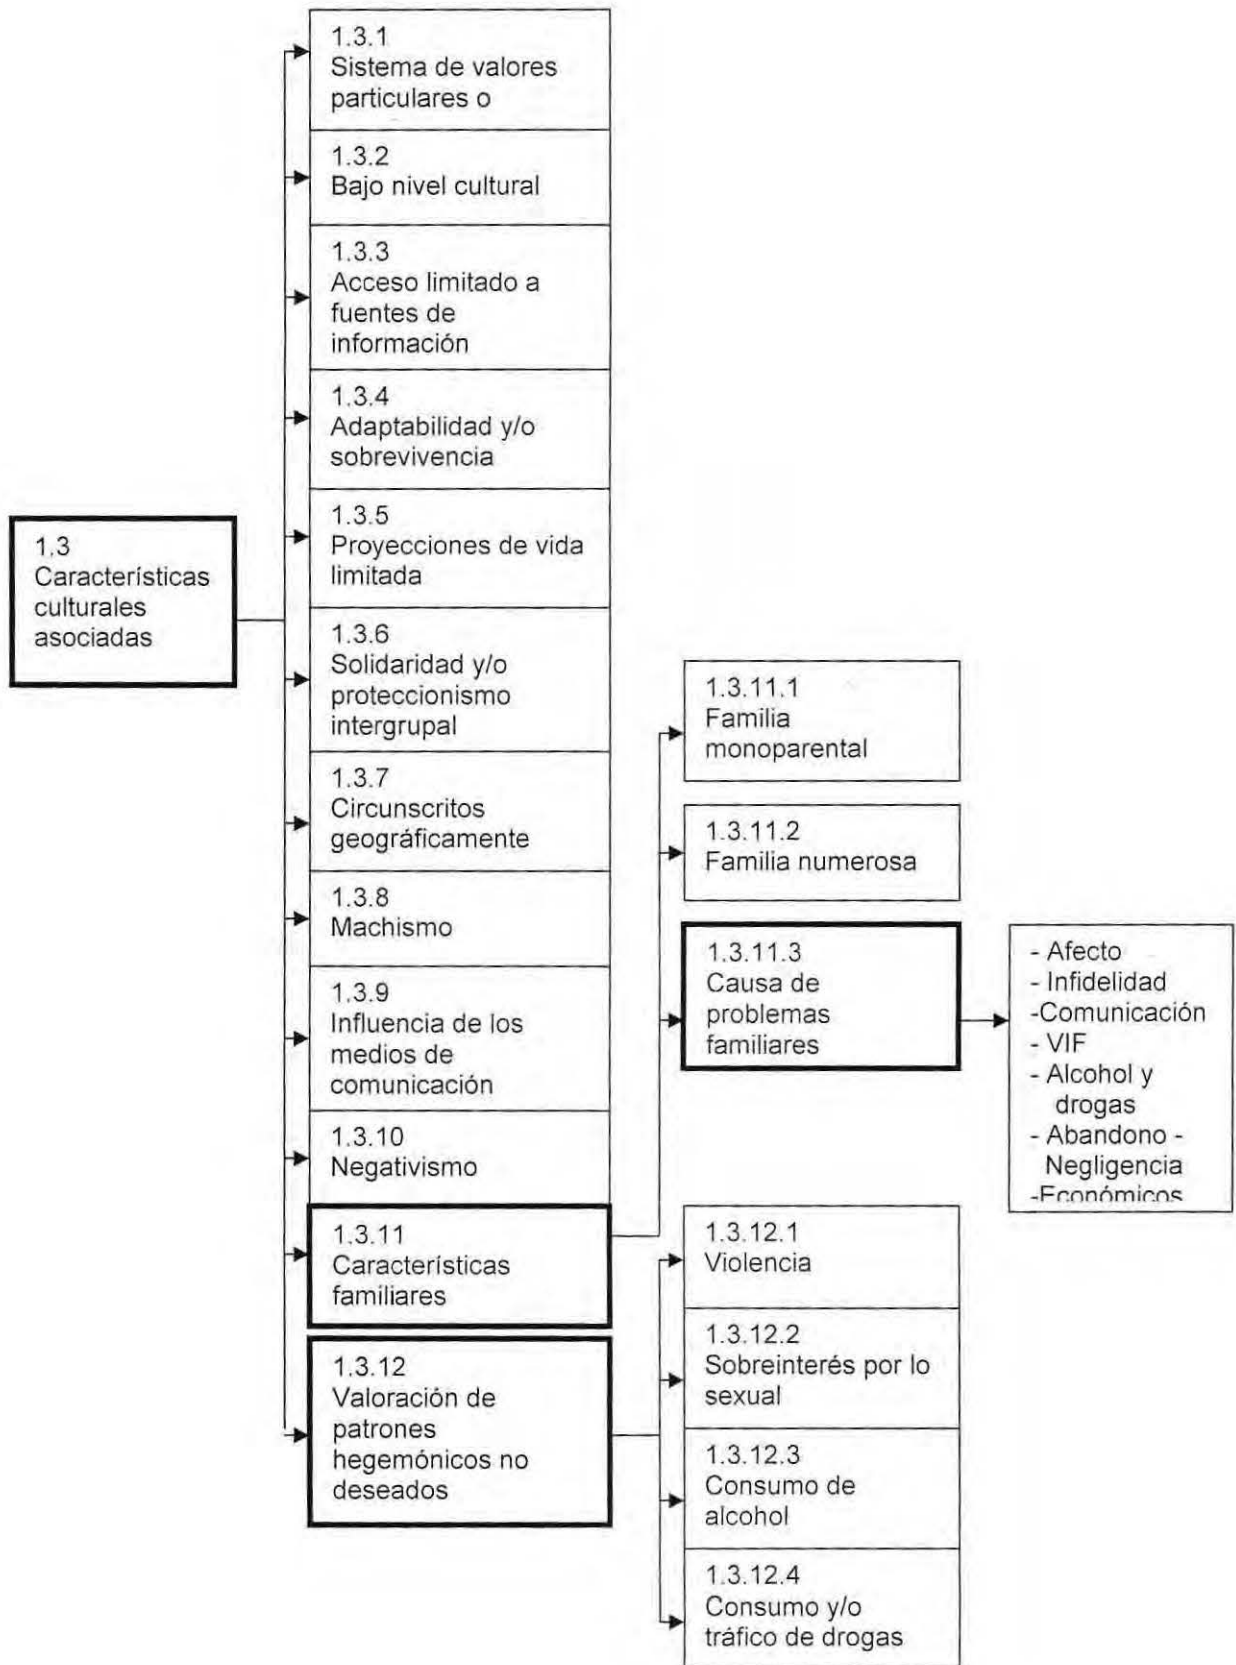 1.3
Características
culturales
asociadas
1.3.1
Sistema de valores
particulares o
1.3.2
Bajo nivel cultural
1.3.3
Acceso limitado a
fuentes de
información
1.3.4
Adaptabilidad y/o
sobrevivencia
1.3.5
Proyecciones de vida
limitada
1.3.6
Solidaridad y/o
proteccionismo
intergrupal
1.3.7
Circunscritos
geográficamente
1.3.8
Machismo
1.3.9
Influencia de los
medios de
comunicación
1.3.10
Negativismo
1.3.11
Características
familiares
1.3.12
Valoración de
patrones
hegemónicos no
deseados
1.3.11.1
Familia
monoparental
1.3.11.2
Familia numerosa
1.3.11.3
Causa de
problemas
familiares
- Afecto
- Infidelidad
-Comunicación
- VIF
- Alcohol y
drogas
- Abandono -
Negligencia
-Económicos
1.3.12.1
Violencia
1.3.12.2
Sobreinterés por lo
sexual
1.3.12.3
Consumo de
alcohol
1.3.12.4
Consumo y/o
tráfico de drogas